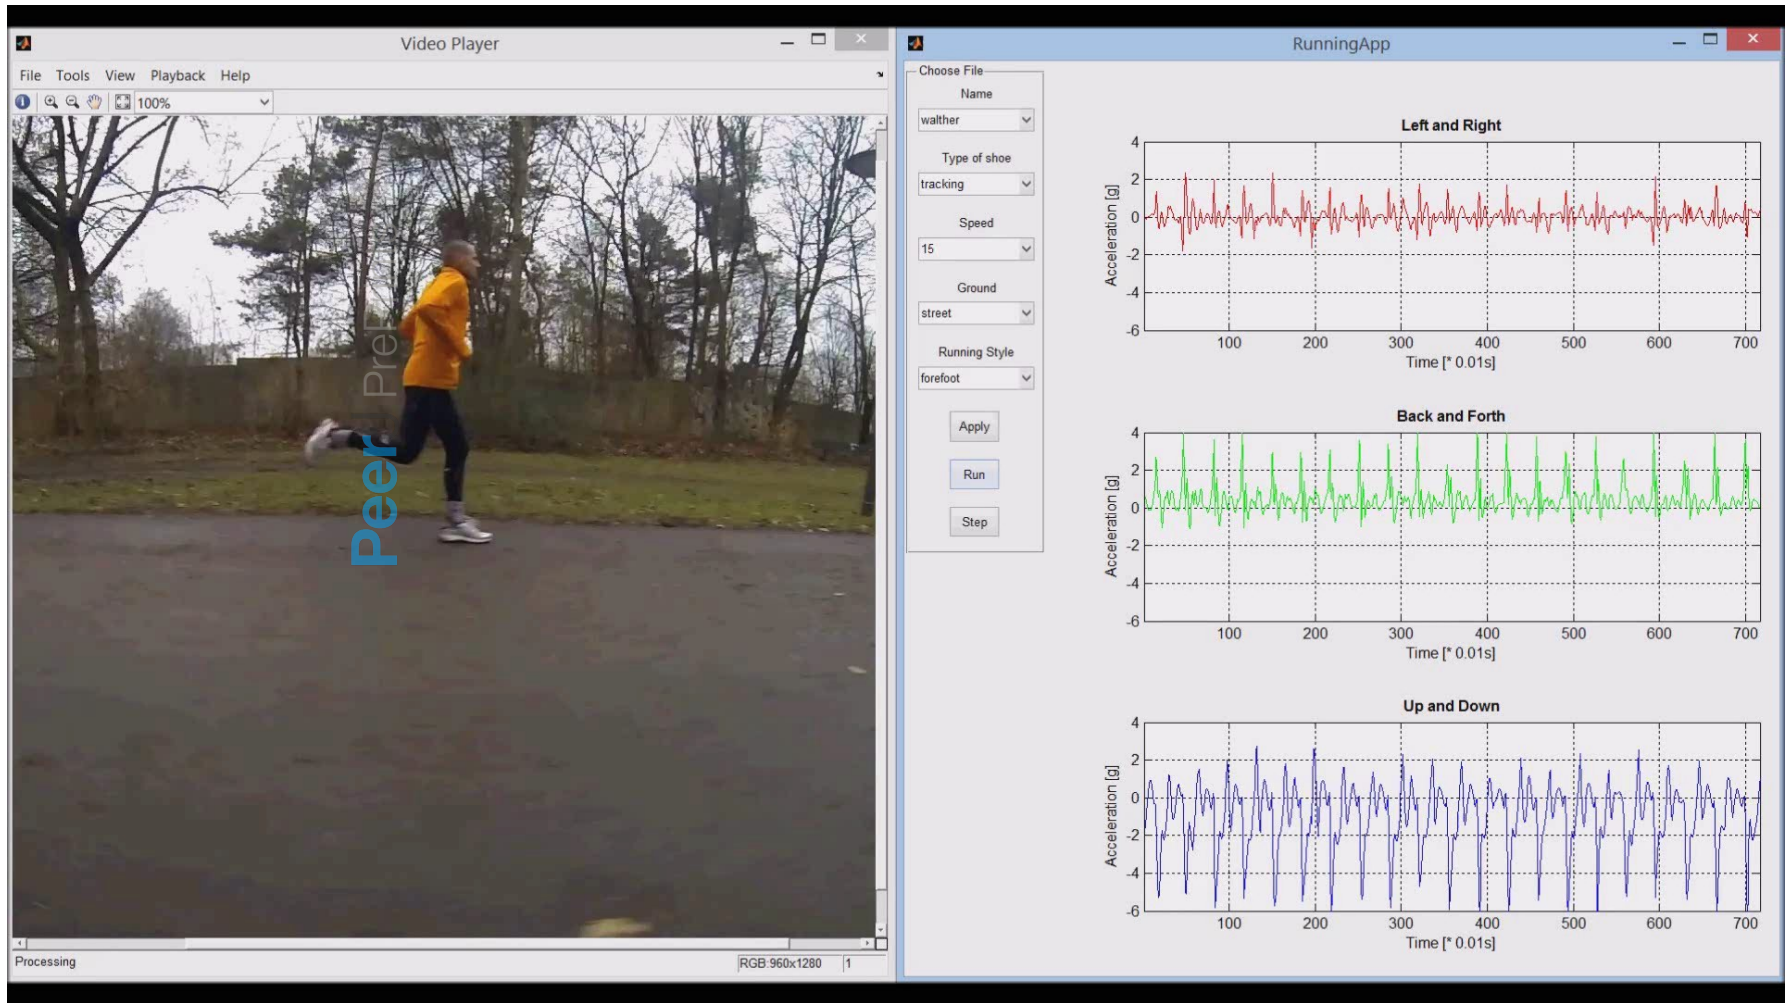 Video Player
File Tools View Playback Help
100%
Peer PreP
Processing
RGB:960x1280 1
RunningApp
Choose File
Name
walther
Type of shoe
tracking
Speed
15
Ground
street
Running Style
forefoot
Apply
Run
Step
Left and Right
Acceleration [g]
4
2
0
-2
-4
-6
100 200 300 400 500 600 700
Time [* 0.01s]
Back and Forth
Acceleration [g]
4
2
0
-2
-4
-6
100 200 300 400 500 600 700
Time [* 0.01s]
Up and Down
Acceleration [g]
4
2
0
-2
-4
-6
100 200 300 400 500 600 700
Time [* 0.01s]